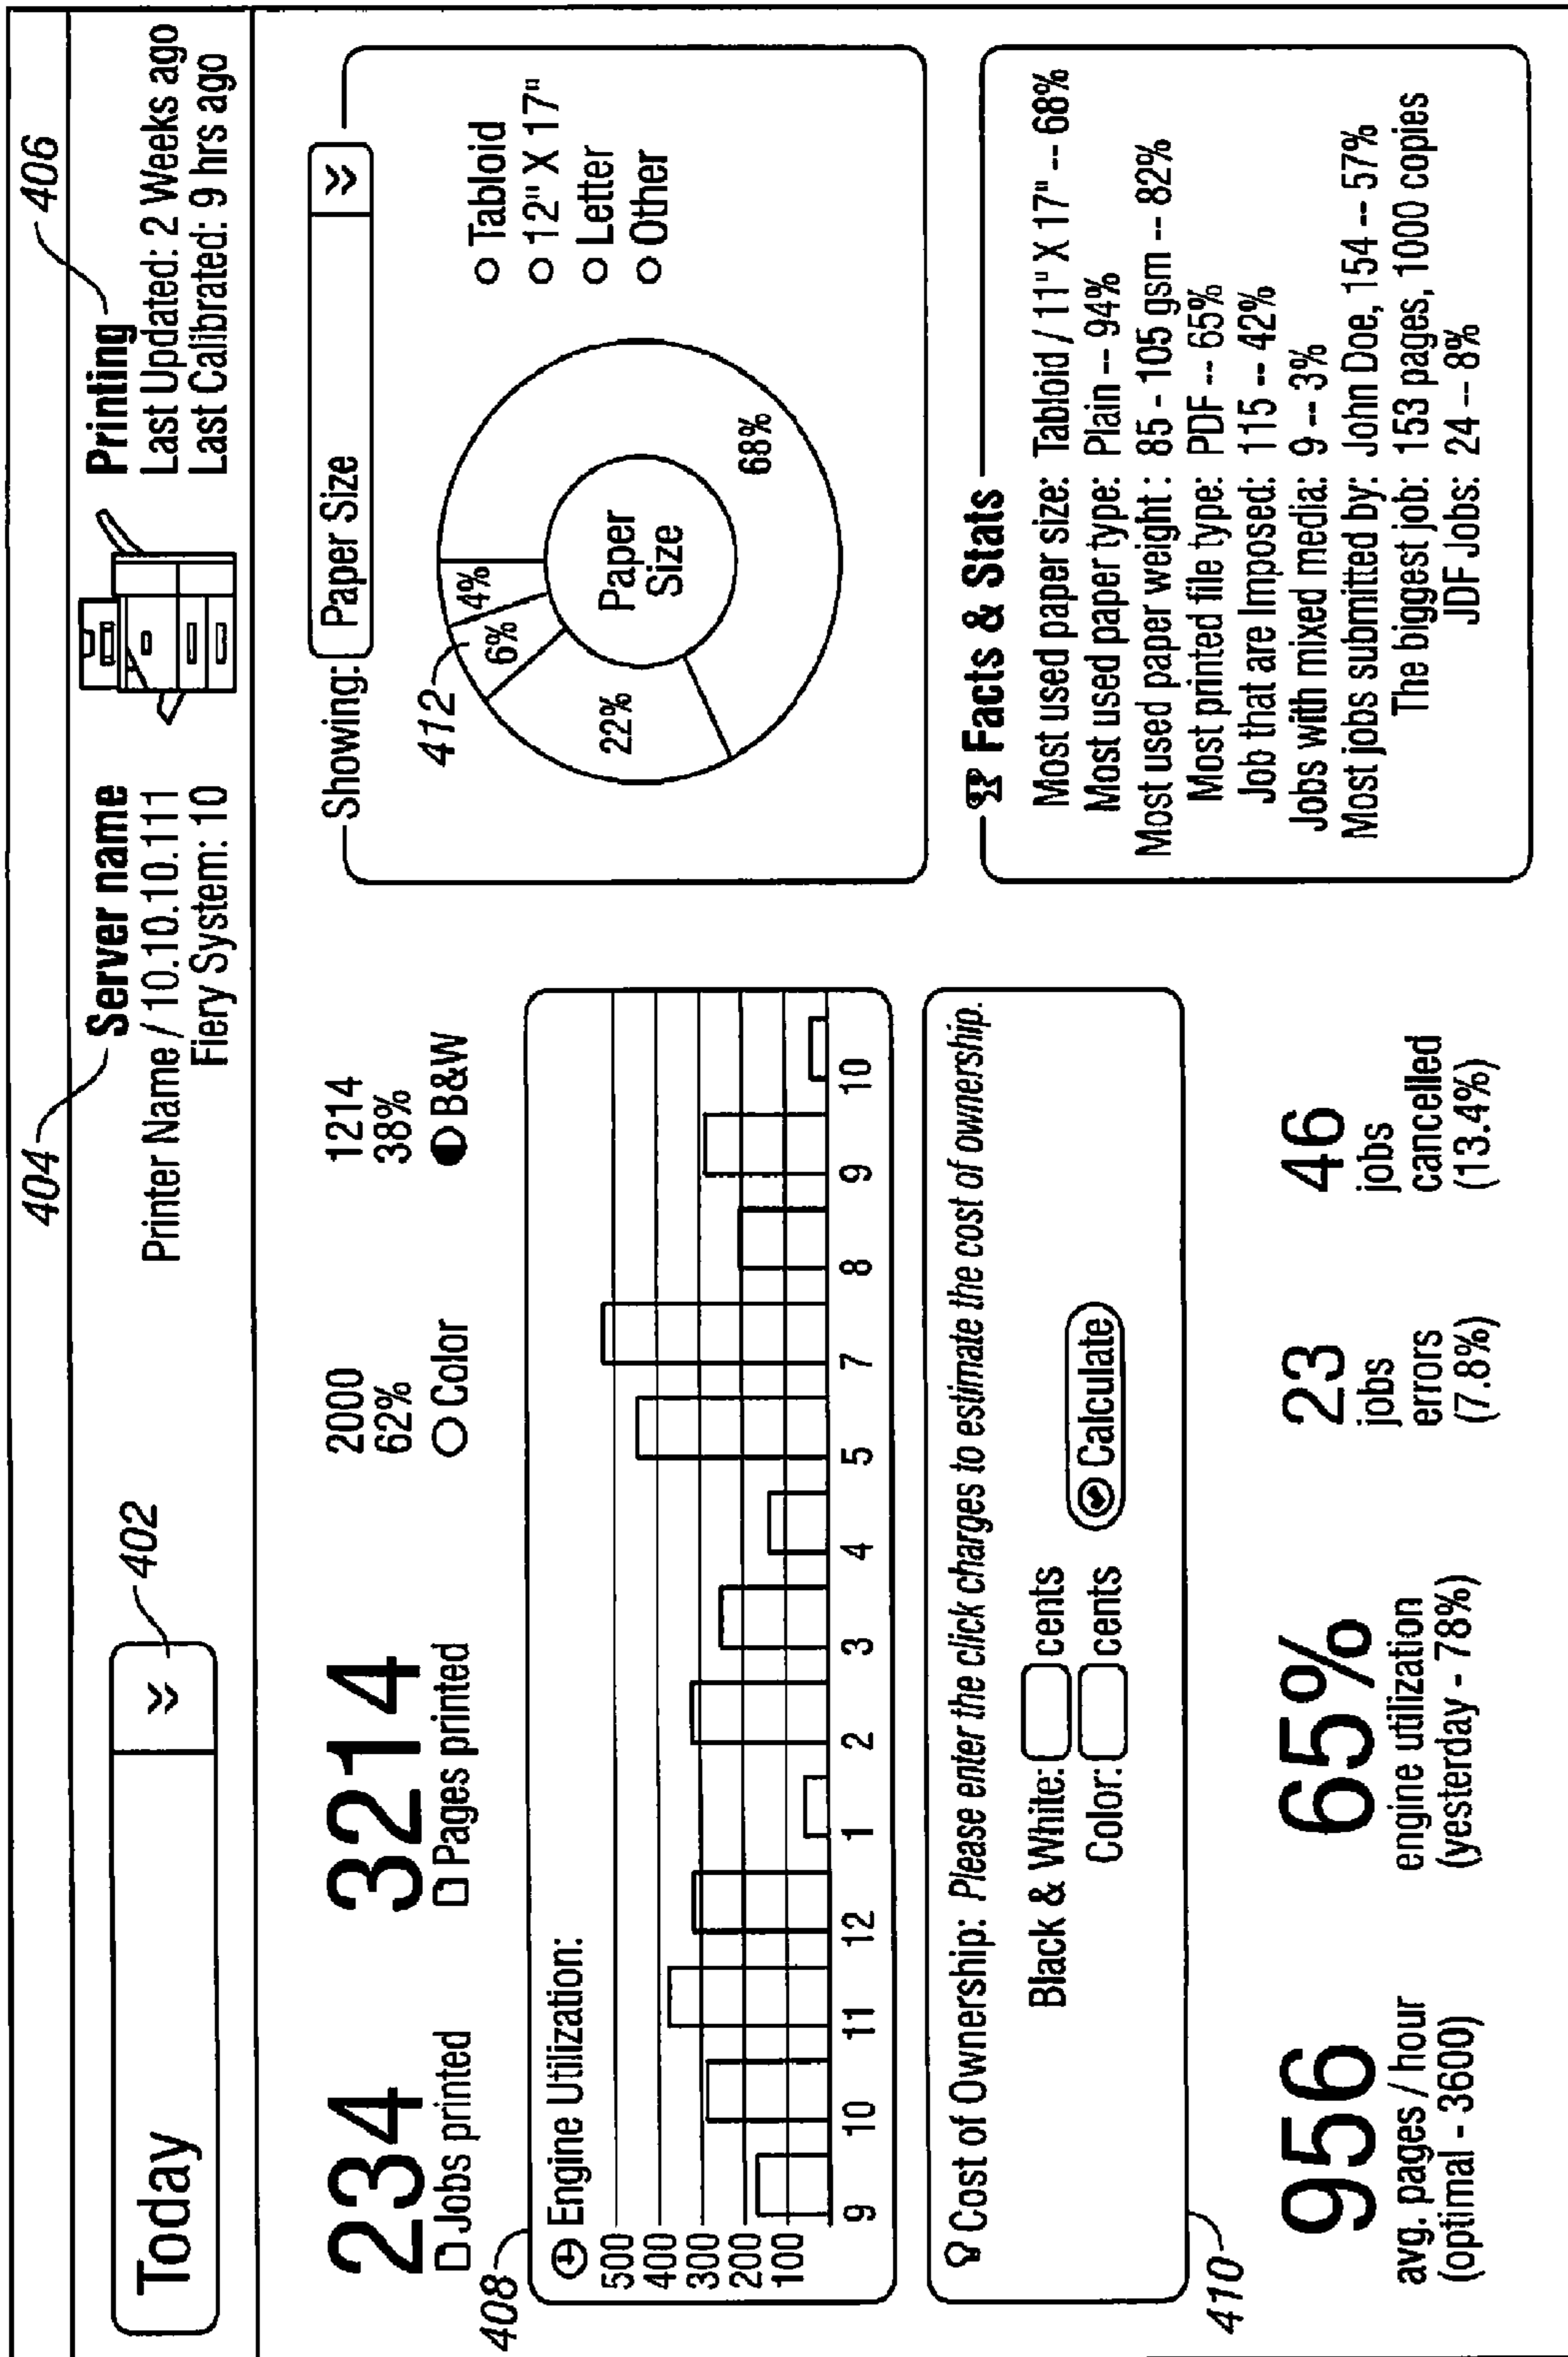 Today
402
404
Server name
Printer Name / 10.10.10.111
Fiery System: 10
406
Printing
Last Updated: 2 Weeks ago
Last Calibrated: 9 hrs ago
234
Jobs printed
3214
Pages printed
2000
62%
Color
1214
38%
B&W
408
Engine Utilization:
500
400
300
200
100
9 10 11 12 1 2 3 4 5 7 8 9 10
Cost of Ownership: Please enter the click charges to estimate the cost of ownership.
Black & White: cents
Color: cents
Calculate
410
956
avg. pages / hour
(optimal - 3600)
65%
engine utilization
(yesterday - 78%)
23
jobs
errors
(7.8%)
46
jobs
cancelled
(13.4%)
Showing: Paper Size
412
4%
6%
22%
68%
Paper
Size
Tabloid
12" X 17"
Letter
Other
Facts & Stats
Most used paper size: Tabloid / 11" X 17" -- 68%
Most used paper type: Plain -- 94%
Most used paper weight : 85 - 105 gsm -- 82%
Most printed file type: PDF -- 65%
Job that are Imposed: 115 -- 42%
Jobs with mixed media: 9 -- 3%
Most jobs submitted by: John Doe, 154 -- 57%
The biggest job: 153 pages, 1000 copies
JDF Jobs: 24 -- 8%